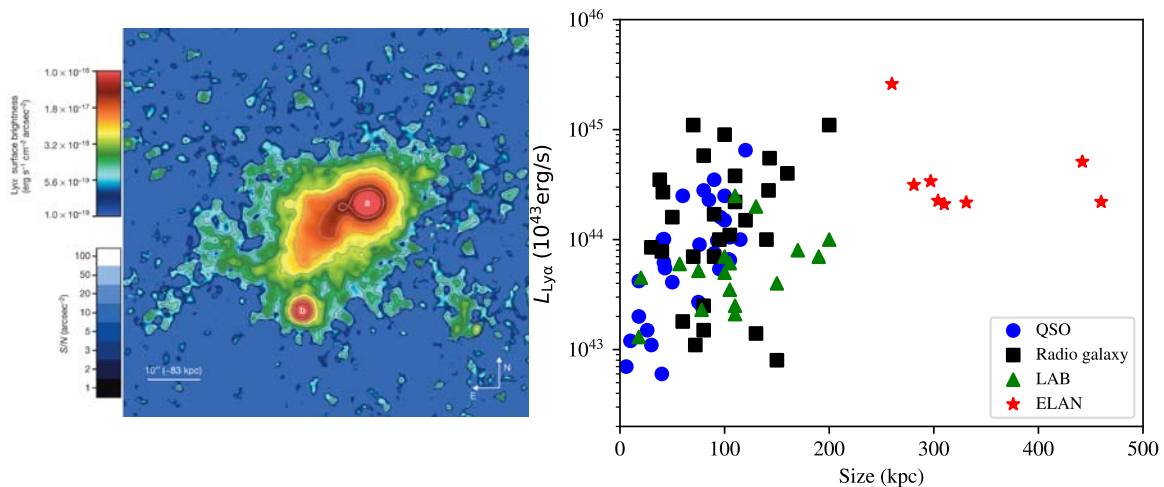 Lyα surface brightness
(erg s⁻¹ cm⁻² arcsec⁻²)
1.0 × 10⁻¹⁶
1.8 × 10⁻¹⁷
3.2 × 10⁻¹⁸
5.6 × 10⁻¹⁹
1.0 × 10⁻¹⁹
S/N (arcsec⁻²)
100
50
20
10
5
3
2
1
a
b
10″ (~83 kpc)
N
E
L_Lyα (10⁴³erg/s)
10⁴⁶
10⁴⁵
10⁴⁴
10⁴³
0
100
200
300
400
500
Size (kpc)
QSO
Radio galaxy
LAB
ELAN